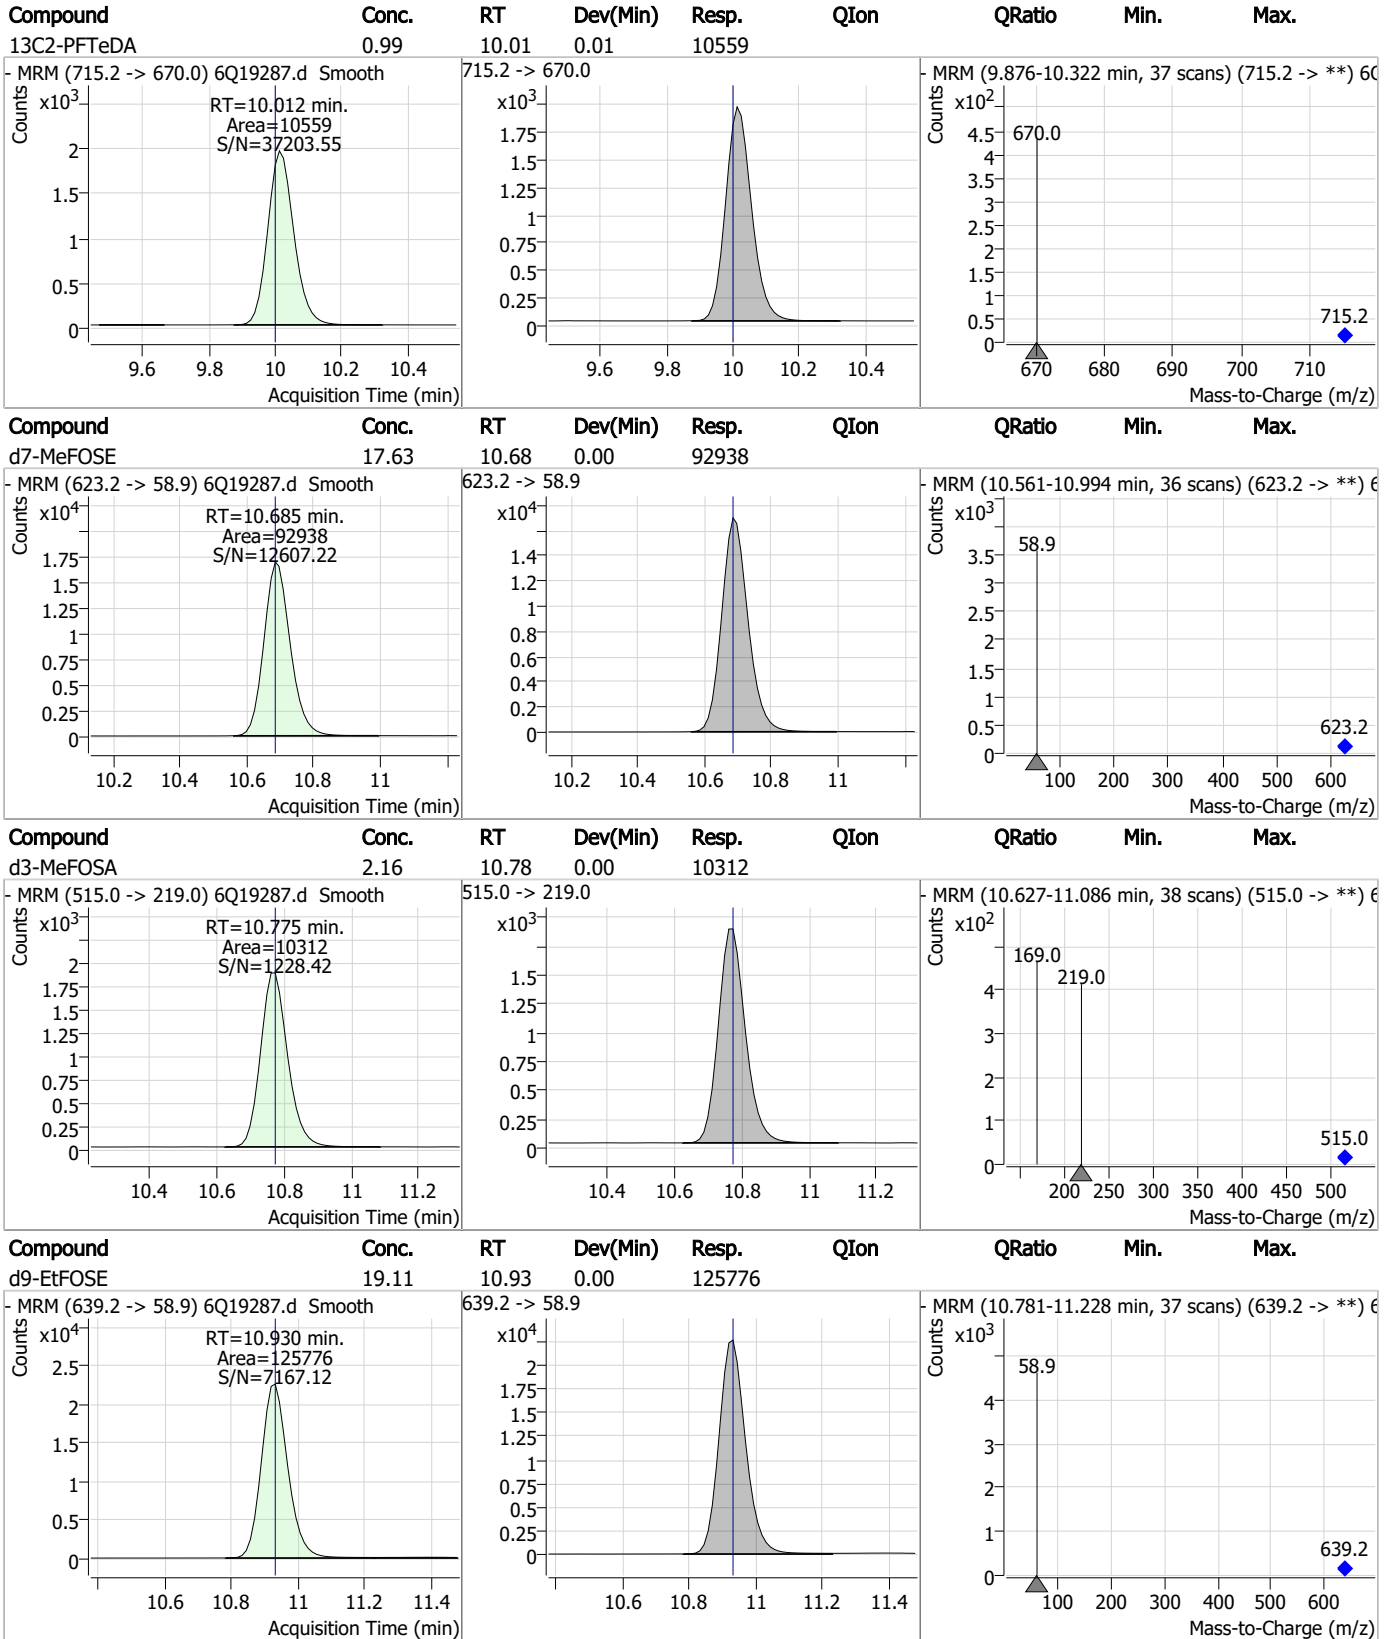 Compound Conc. RT Dev(Min) Resp. QIon QRatio Min. Max.
13C2-PFTeDA 0.99 10.01 0.01 10559
- MRM (715.2 -> 670.0) 6Q19287.d Smooth
Counts
x10³
RT=10.012 min.
Area=10559
S/N=37203.55
2
1.5
1
0.5
0
9.6 9.8 10 10.2 10.4
Acquisition Time (min)
715.2 -> 670.0
x10³
1.75
1.5
1.25
1
0.75
0.5
0.25
0
9.6 9.8 10 10.2 10.4
- MRM (9.876-10.322 min, 37 scans) (715.2 -> **) 6Q
Counts
x10²
4.5
4
3.5
3
2.5
2
1.5
1
0.5
0
670.0
715.2
670 680 690 700 710
Mass-to-Charge (m/z)
Compound Conc. RT Dev(Min) Resp. QIon QRatio Min. Max.
d7-MeFOSE 17.63 10.68 0.00 92938
- MRM (623.2 -> 58.9) 6Q19287.d Smooth
Counts
x10⁴
RT=10.685 min.
Area=92938
S/N=12607.22
1.75
1.5
1.25
1
0.75
0.5
0.25
0
10.2 10.4 10.6 10.8 11
Acquisition Time (min)
623.2 -> 58.9
x10⁴
1.4
1.2
1
0.8
0.6
0.4
0.2
0
10.2 10.4 10.6 10.8 11
- MRM (10.561-10.994 min, 36 scans) (623.2 -> **) 6
Counts
x10³
3.5
3
2.5
2
1.5
1
0.5
0
58.9
623.2
100 200 300 400 500 600
Mass-to-Charge (m/z)
Compound Conc. RT Dev(Min) Resp. QIon QRatio Min. Max.
d3-MeFOSA 2.16 10.78 0.00 10312
- MRM (515.0 -> 219.0) 6Q19287.d Smooth
Counts
x10³
RT=10.775 min.
Area=10312
S/N=1228.42
2
1.75
1.5
1.25
1
0.75
0.5
0.25
0
10.4 10.6 10.8 11 11.2
Acquisition Time (min)
515.0 -> 219.0
x10³
1.5
1.25
1
0.75
0.5
0.25
0
10.4 10.6 10.8 11 11.2
- MRM (10.627-11.086 min, 38 scans) (515.0 -> **) 6
Counts
x10²
4
3
2
1
0
169.0
219.0
515.0
200 250 300 350 400 450 500
Mass-to-Charge (m/z)
Compound Conc. RT Dev(Min) Resp. QIon QRatio Min. Max.
d9-EtFOSE 19.11 10.93 0.00 125776
- MRM (639.2 -> 58.9) 6Q19287.d Smooth
Counts
x10⁴
RT=10.930 min.
Area=125776
S/N=7167.12
2.5
2
1.5
1
0.5
0
10.6 10.8 11 11.2 11.4
Acquisition Time (min)
639.2 -> 58.9
x10⁴
2
1.75
1.5
1.25
1
0.75
0.5
0.25
0
10.6 10.8 11 11.2 11.4
- MRM (10.781-11.228 min, 37 scans) (639.2 -> **) 6
Counts
x10³
4
3
2
1
0
58.9
639.2
100 200 300 400 500 600
Mass-to-Charge (m/z)